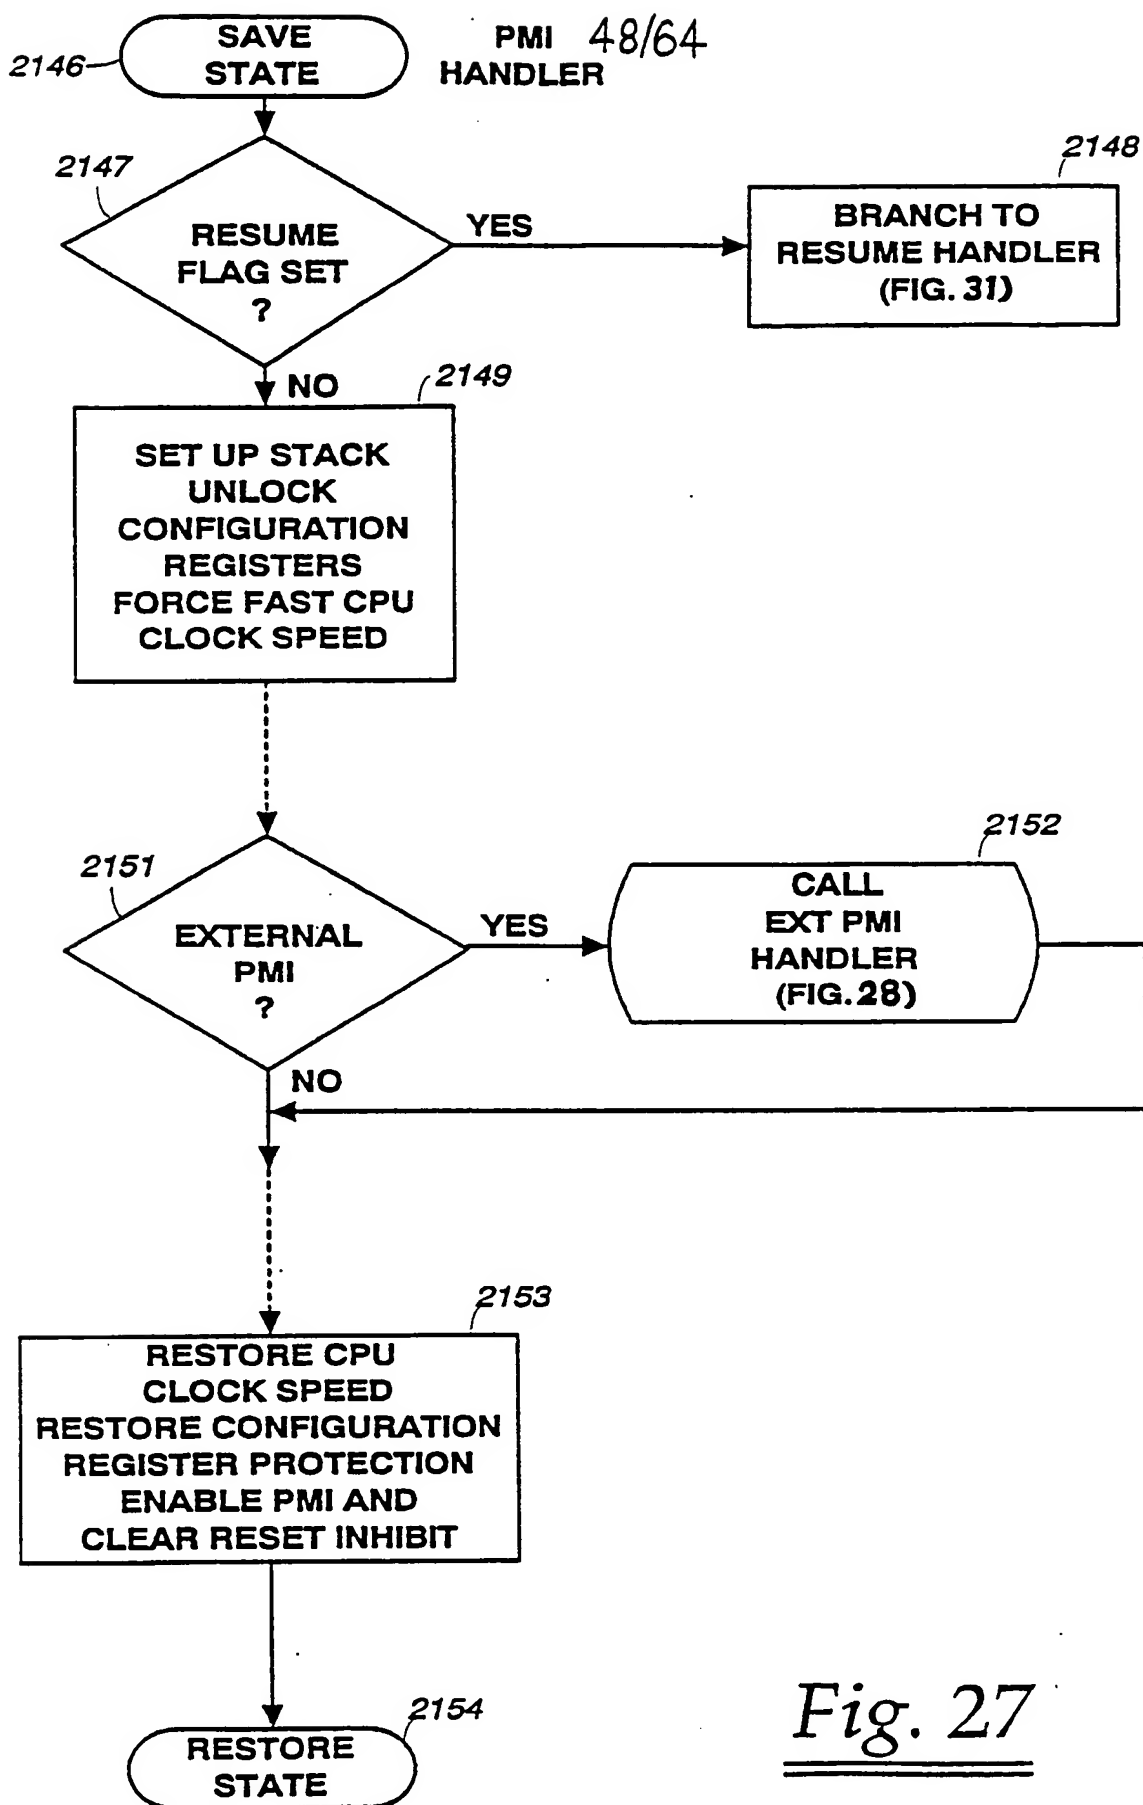 SAVE
STATE
2146
PMI 48/64
HANDLER
2147
RESUME
FLAG SET
?
YES
2148
BRANCH TO
RESUME HANDLER
(FIG. 31)
NO
2149
SET UP STACK
UNLOCK
CONFIGURATION
REGISTERS
FORCE FAST CPU
CLOCK SPEED
2151
EXTERNAL
PMI
?
YES
2152
CALL
EXT PMI
HANDLER
(FIG. 28)
NO
2153
RESTORE CPU
CLOCK SPEED
RESTORE CONFIGURATION
REGISTER PROTECTION
ENABLE PMI AND
CLEAR RESET INHIBIT
2154
RESTORE
STATE
Fig. 27